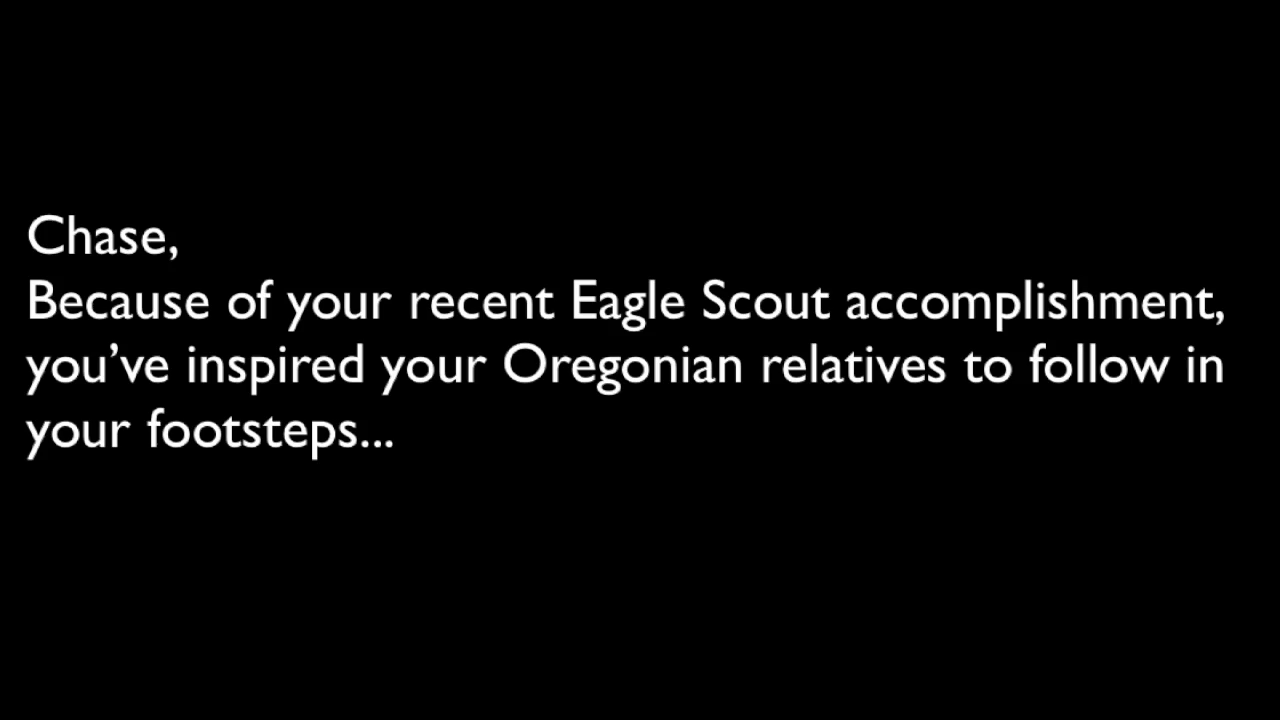 Chase,
Because of your recent Eagle Scout accomplishment,
you’ve inspired your Oregonian relatives to follow in
your footsteps...